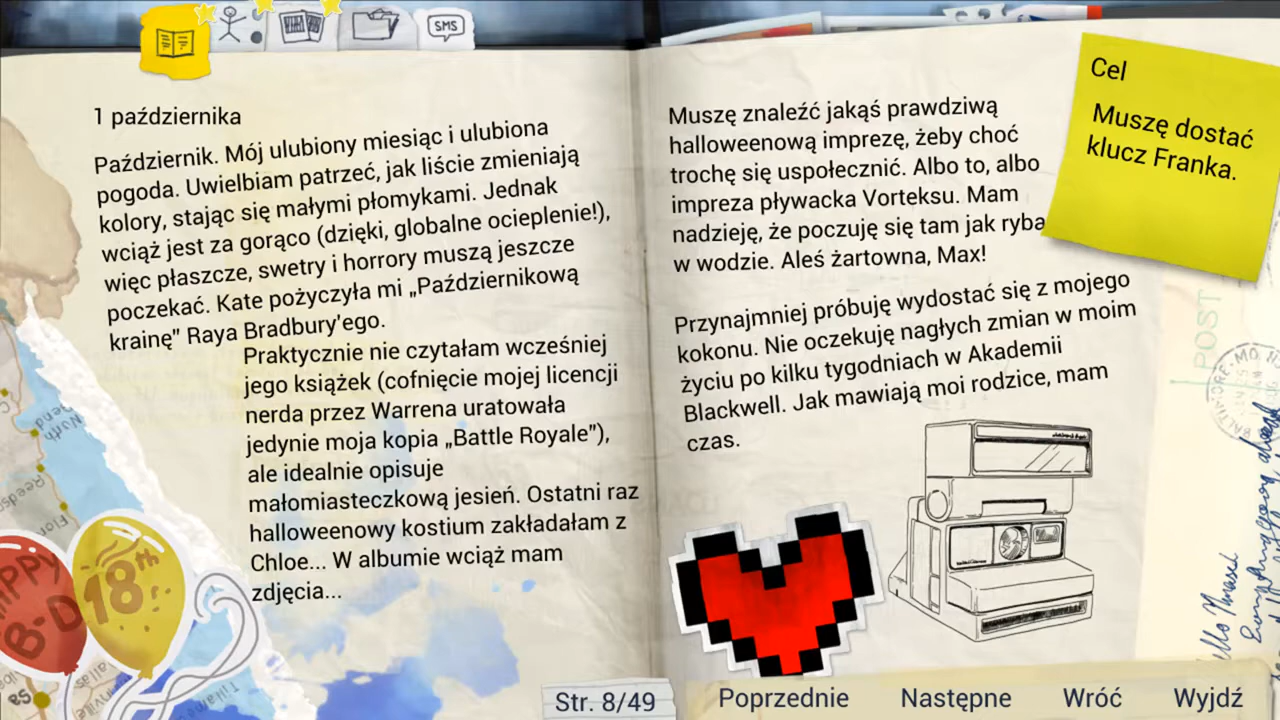 SMS
1 października
Październik. Mój ulubiony miesiąc i ulubiona
pogoda. Uwielbiam patrzeć, jak liście zmieniają
kolory, stając się małymi płomykami. Jednak
wciąż jest za gorąco (dzięki, globalne ocieplenie!),
więc płaszcze, swetry i horrory muszą jeszcze
poczekać. Kate pożyczyła mi „Październikową
krainę" Raya Bradbury'ego.
Praktycznie nie czytałam wcześniej
jego książek (cofnięcie mojej licencji
nerda przez Warrena uratowała
jedynie moja kopia „Battle Royale”),
ale idealnie opisuje
małomiasteczkową jesień. Ostatni raz
halloweenowy kostium zakładałam z
Chloe... W albumie wciąż mam
zdjęcia...
Muszę znaleźć jakąś prawdziwą
halloweenową imprezę, żeby choć
trochę się uspołecznić. Albo to, albo
impreza pływacka Vorteksu. Mam
nadzieję, że poczuję się tam jak ryba
w wodzie. Aleś żartowna, Max!
Przynajmniej próbuję wydostać się z mojego
kokonu. Nie oczekuję nagłych zmian w moim
życiu po kilku tygodniach w Akademii
Blackwell. Jak mawiają moi rodzice, mam
czas.
Cel
Muszę dostać
klucz Franka.
POST
18th
B-D
North
Str. 8/49
Poprzednie
Następne
Wróć
Wyjdź